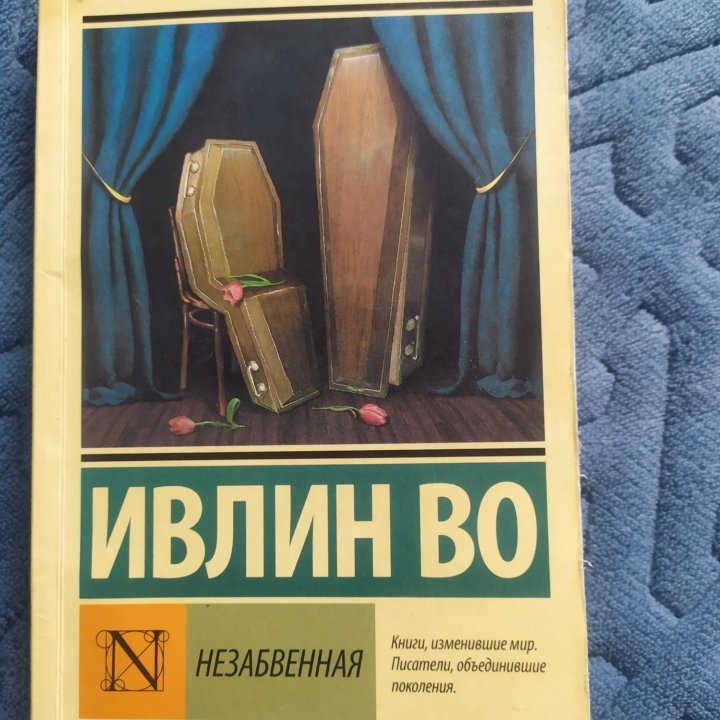 ИВЛИН ВО
N
НЕЗАБВЕННАЯ
Книги, изменившие мир.
Писатели, объединившие
поколения.